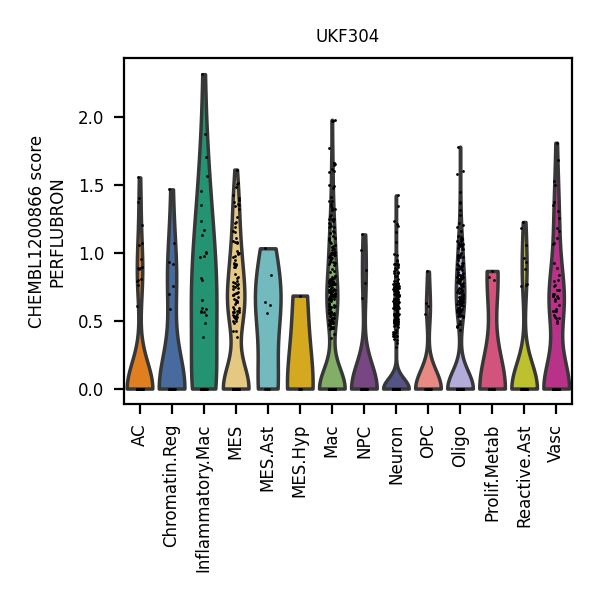 UKF304
CHEMBL1200866 score
PERFLUBRON
2.0
1.5
1.0
0.5
0.0
AC
Chromatin.Reg
Inflammatory.Mac
MES
MES.Ast
MES.Hyp
Mac
NPC
Neuron
OPC
Oligo
Prolif.Metab
Reactive.Ast
Vasc